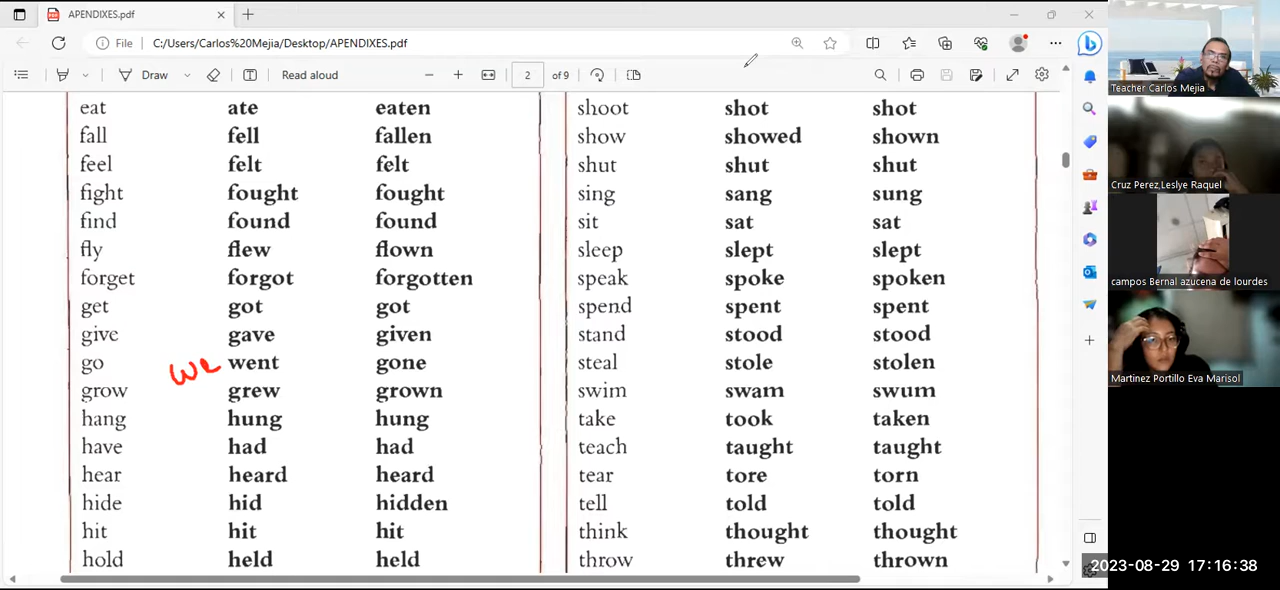 APENDIXES.pdf
File C:/Users/Carlos%20Mejia/Desktop/APENDIXES.pdf
Draw Read aloud 2 of 9
eat ate eaten
fall fell fallen
feel felt felt
fight fought fought
find found found
fly flew flown
forget forgot forgotten
get got got
give gave given
go we went gone
grow grew grown
hang hung hung
have had had
hear heard heard
hide hid hidden
hit hit hit
hold held held
shoot shot shot
show showed shown
shut shut shut
sing sang sung
sit sat sat
sleep slept slept
speak spoke spoken
spend spent spent
stand stood stood
steal stole stolen
swim swam swum
take took taken
teach taught taught
tear tore torn
tell told told
think thought thought
throw threw thrown
Teacher Carlos Mejia
Cruz Perez,Leslye Raquel
campos Bernal azucena de lourdes
Martinez Portillo Eva Marisol
2023-08-29 17:16:38